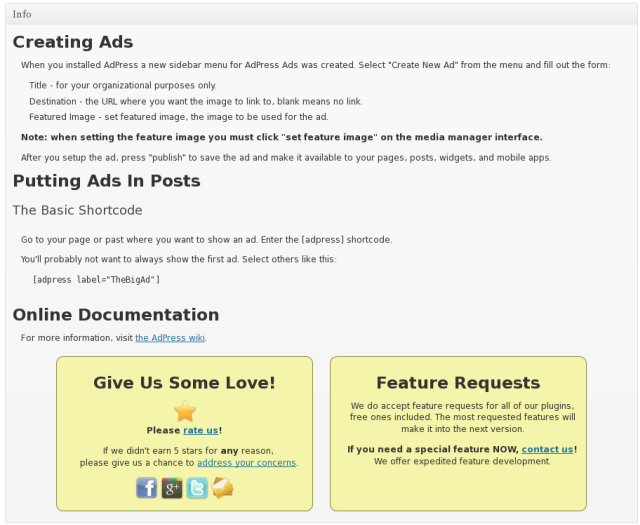 Info
Creating Ads
When you installed AdPress a new sidebar menu for AdPress Ads was created. Select "Create New Ad" from the menu and fill out the form:
Title - for your organizational purposes only.
Destination - the URL where you want the image to link to, blank means no link.
Featured Image - set featured image, the image to be used for the ad.
Note: when setting the feature image you must click "set feature image" on the media manager interface.
After you setup the ad, press "publish" to save the ad and make it available to your pages, posts, widgets, and mobile apps.
Putting Ads In Posts
The Basic Shortcode
Go to your page or past where you want to show an ad. Enter the [adpress] shortcode.
You'll probably not want to always show the first ad. Select others like this:
[adpress label="TheBigAd"]
Online Documentation
For more information, visit the AdPress wiki.
Give Us Some Love!
Please rate us!
If we didn't earn 5 stars for any reason,
please give us a chance to address your concerns.
Feature Requests
We do accept feature requests for all of our plugins,
free ones included. The most requested features will
make it into the next version.
If you need a special feature NOW, contact us!
We offer expedited feature development.